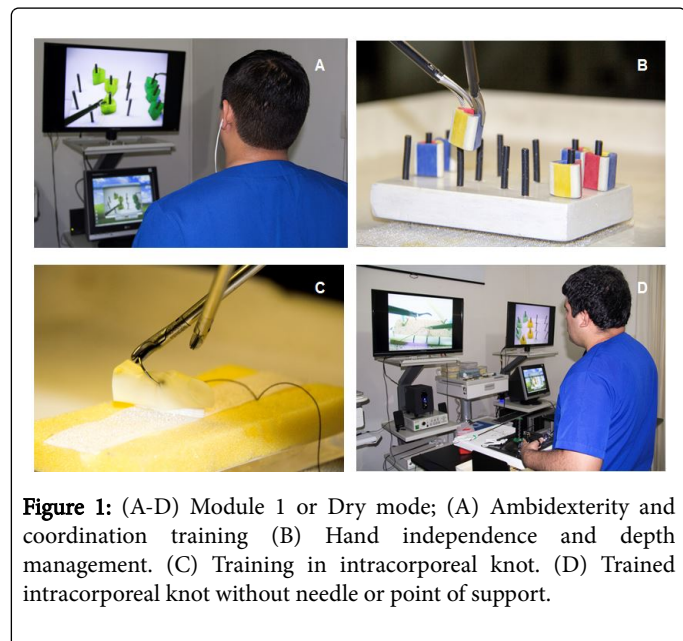 A
B
C
D
Figure 1: (A-D) Module 1 or Dry mode; (A) Ambidexterity and
coordination training (B) Hand independence and depth
management. (C) Training in intracorporeal knot. (D) Trained
intracorporeal knot without needle or point of support.